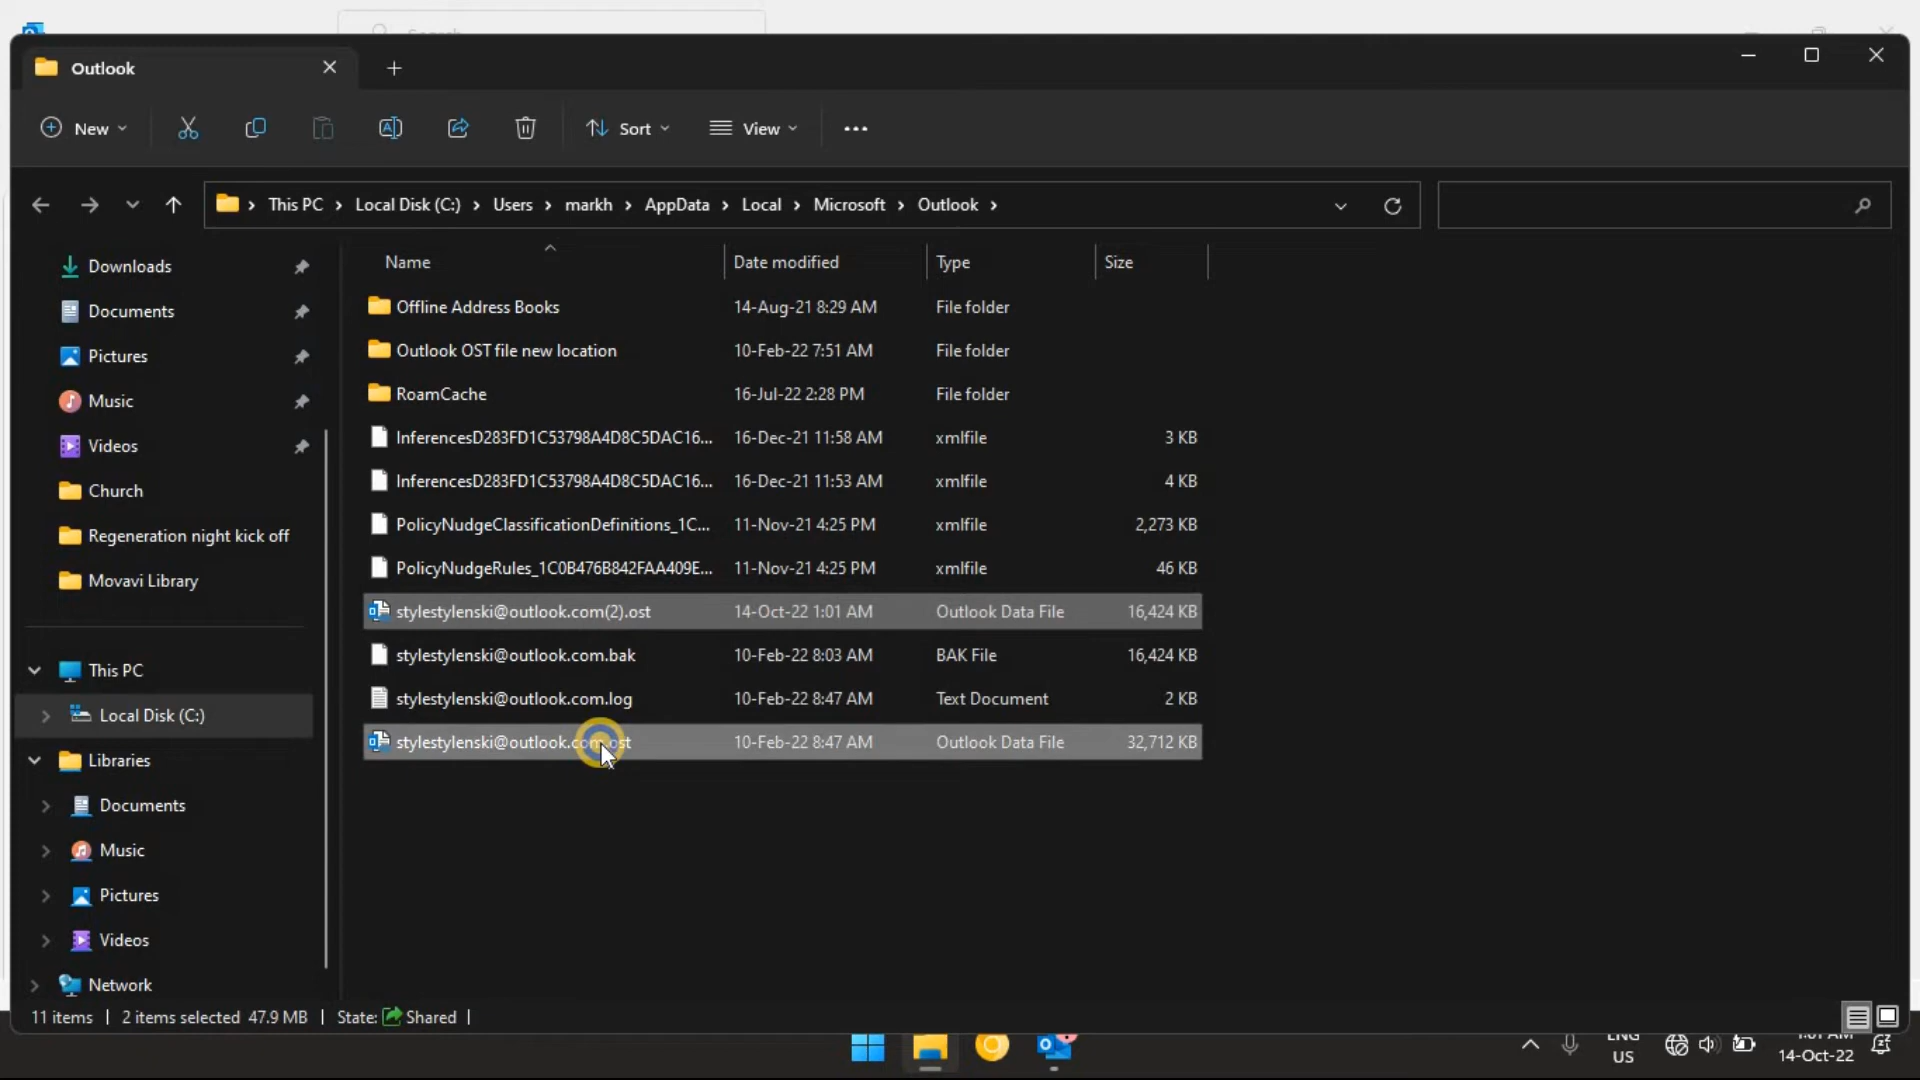 Search
Outlook
New
Sort
View
This PC > Local Disk (C:) > Users > markh > AppData > Local > Microsoft > Outlook >
Downloads
Documents
Pictures
Music
Videos
Church
Regeneration night kick off
Movavi Library
This PC
Local Disk (C:)
Libraries
Documents
Music
Pictures
Videos
Network
Name Date modified Type Size
Offline Address Books 14-Aug-21 8:29 AM File folder
Outlook OST file new location 10-Feb-22 7:51 AM File folder
RoamCache 16-Jul-22 2:28 PM File folder
InferencesD283FD1C53798A4D8C5DAC16... 16-Dec-21 11:58 AM xmlfile 3 KB
InferencesD283FD1C53798A4D8C5DAC16... 16-Dec-21 11:53 AM xmlfile 4 KB
PolicyNudgeClassificationDefinitions_1C... 11-Nov-21 4:25 PM xmlfile 2,273 KB
PolicyNudgeRules_1C0B476B842FAA409E... 11-Nov-21 4:25 PM xmlfile 46 KB
stylestylenski@outlook.com(2).ost 14-Oct-22 1:01 AM Outlook Data File 16,424 KB
stylestylenski@outlook.com.bak 10-Feb-22 8:03 AM BAK File 16,424 KB
stylestylenski@outlook.com.log 10-Feb-22 8:47 AM Text Document 2 KB
stylestylenski@outlook.com.ost 10-Feb-22 8:47 AM Outlook Data File 32,712 KB
11 items | 2 items selected 47.9 MB | State: Shared |
ENG
US
1:01 AM
14-Oct-22